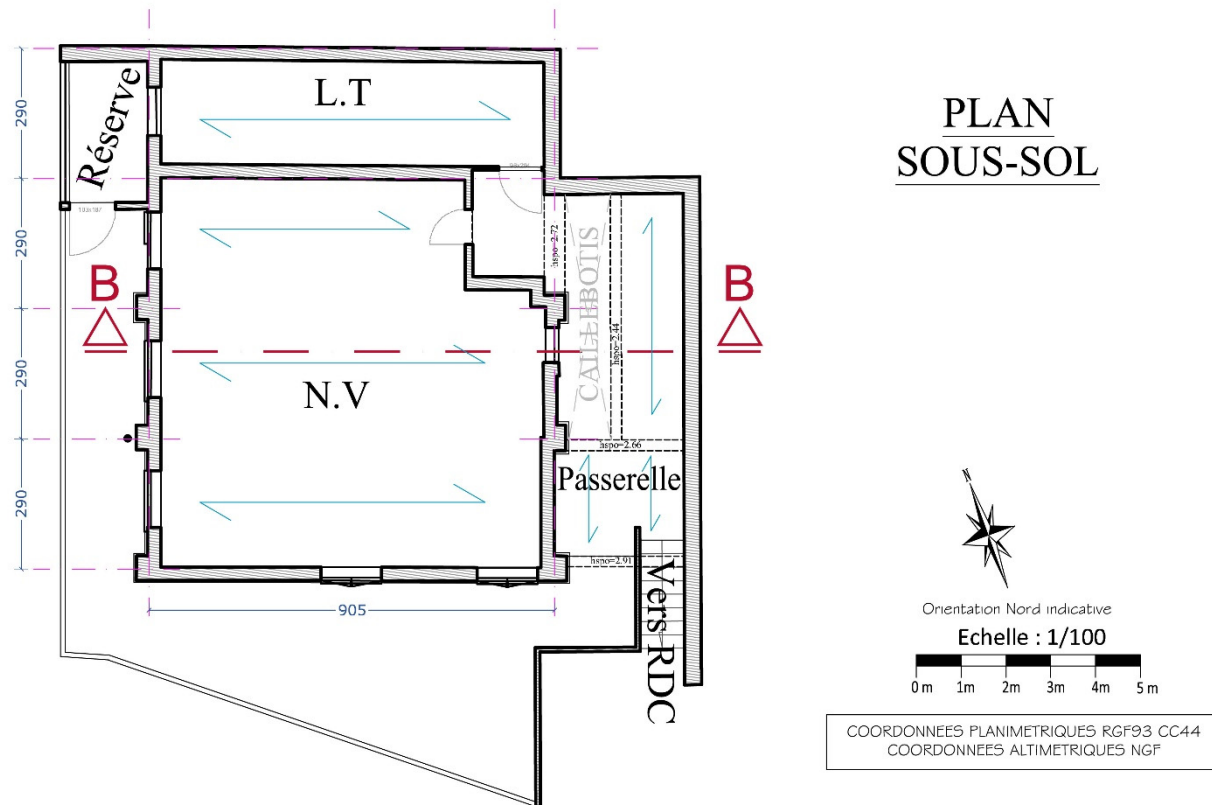 PLAN
SOUS-SOL
L.T
Réserve
290
290
290
290
B
B
hspo=2.72
CAILLEBOTIS
hspo=2.44
N.V
hspo=2.66
Passerelle
hspo=2.91
Vers RDC
905
N
Orientation Nord indicative
Echelle : 1/100
0 m 1m 2m 3m 4m 5 m
COORDONNEES PLANIMETRIQUES RGF93 CC44
COORDONNEES ALTIMETRIQUES NGF